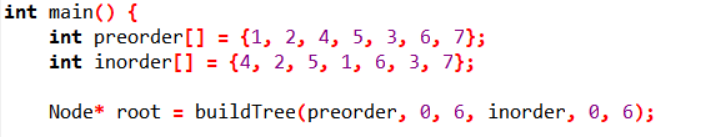 int main() {
    int preorder[] = {1, 2, 4, 5, 3, 6, 7};
    int inorder[] = {4, 2, 5, 1, 6, 3, 7};
    Node* root = buildTree(preorder, 0, 6, inorder, 0, 6);